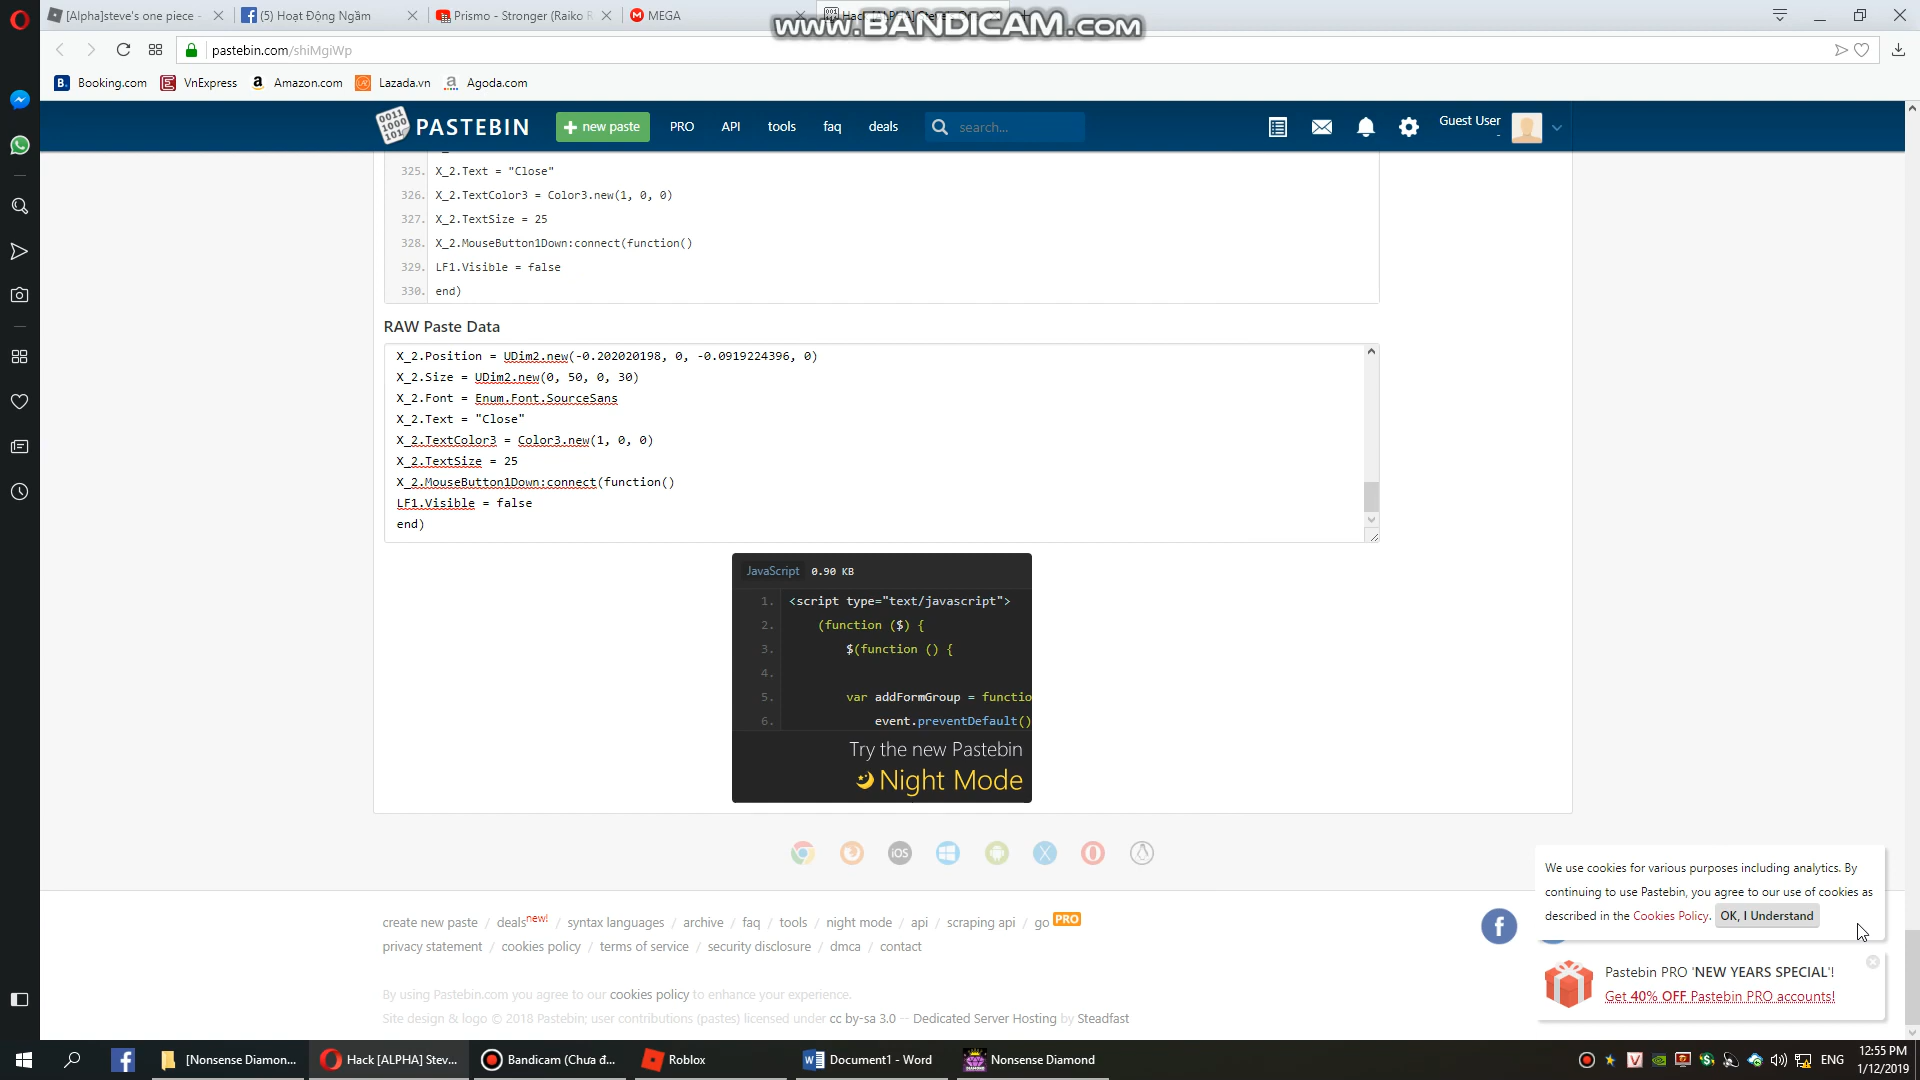 [Alpha]steve's one piece -
(5) Hoạt Động Ngầm
Prismo - Stronger (Raiko R
MEGA
www.BANDICAM.com
pastebin.com/shiMgiWp
Booking.com
VnExpress
Amazon.com
Lazada.vn
Agoda.com
PASTEBIN
new paste
PRO
API
tools
faq
deals
search...
Guest User
-
325. X_2.Text = "Close"
326. X_2.TextColor3 = Color3.new(1, 0, 0)
327. X_2.TextSize = 25
328. X_2.MouseButton1Down:connect(function()
329. LF1.Visible = false
330. end)
RAW Paste Data
X_2.Position = UDim2.new(-0.202020198, 0, -0.0919224396, 0)
X_2.Size = UDim2.new(0, 50, 0, 30)
X_2.Font = Enum.Font.SourceSans
X_2.Text = "Close"
X_2.TextColor3 = Color3.new(1, 0, 0)
X_2.TextSize = 25
X_2.MouseButton1Down:connect(function()
LF1.Visible = false
end)
JavaScript 0.90 KB
1. <script type="text/javascript">
2. (function ($) {
3. $(function () {
4.
5. var addFormGroup = functio
6. event.preventDefault()
Try the new Pastebin
Night Mode
iOS
create new paste / deals new! / syntax languages / archive / faq / tools / night mode / api / scraping api / go PRO
privacy statement / cookies policy / terms of service / security disclosure / dmca / contact
By using Pastebin.com you agree to our cookies policy to enhance your experience.
Site design & logo © 2018 Pastebin; user contributions (pastes) licensed under cc by-sa 3.0 -- Dedicated Server Hosting by Steadfast
We use cookies for various purposes including analytics. By
continuing to use Pastebin, you agree to our use of cookies as
described in the Cookies Policy. OK, I Understand
Pastebin PRO 'NEW YEARS SPECIAL'!
Get 40% OFF Pastebin PRO accounts!
[Nonsense Diamon...
Hack [ALPHA] Stev...
Bandicam (Chưa đ...
Roblox
Document1 - Word
Nonsense Diamond
ENG
12:55 PM
1/12/2019